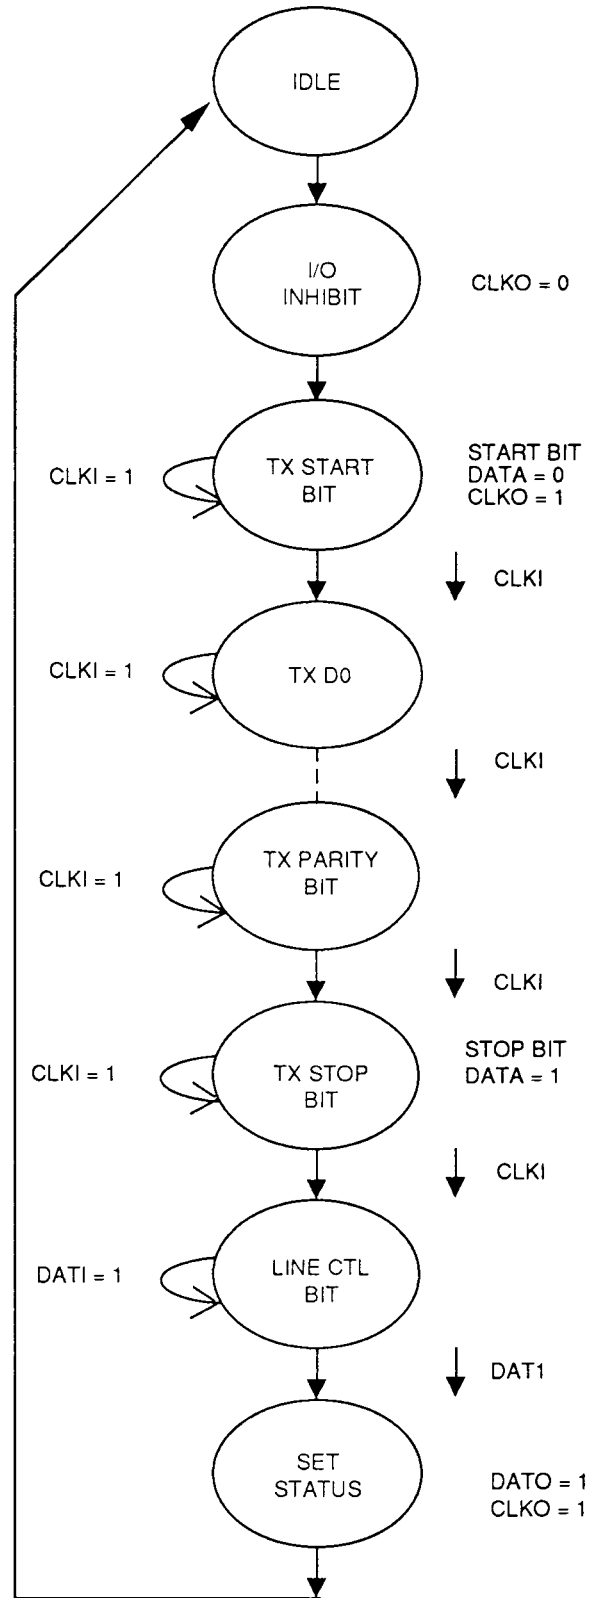 IDLE
I/O
INHIBIT
CLKO = 0
CLKI = 1
TX START
BIT
START BIT
DATA = 0
CLKO = 1
CLKI
CLKI = 1
TX D0
CLKI
CLKI = 1
TX PARITY
BIT
CLKI
CLKI = 1
TX STOP
BIT
STOP BIT
DATA = 1
CLKI
DATI = 1
LINE CTL
BIT
DAT1
SET
STATUS
DATO = 1
CLKO = 1